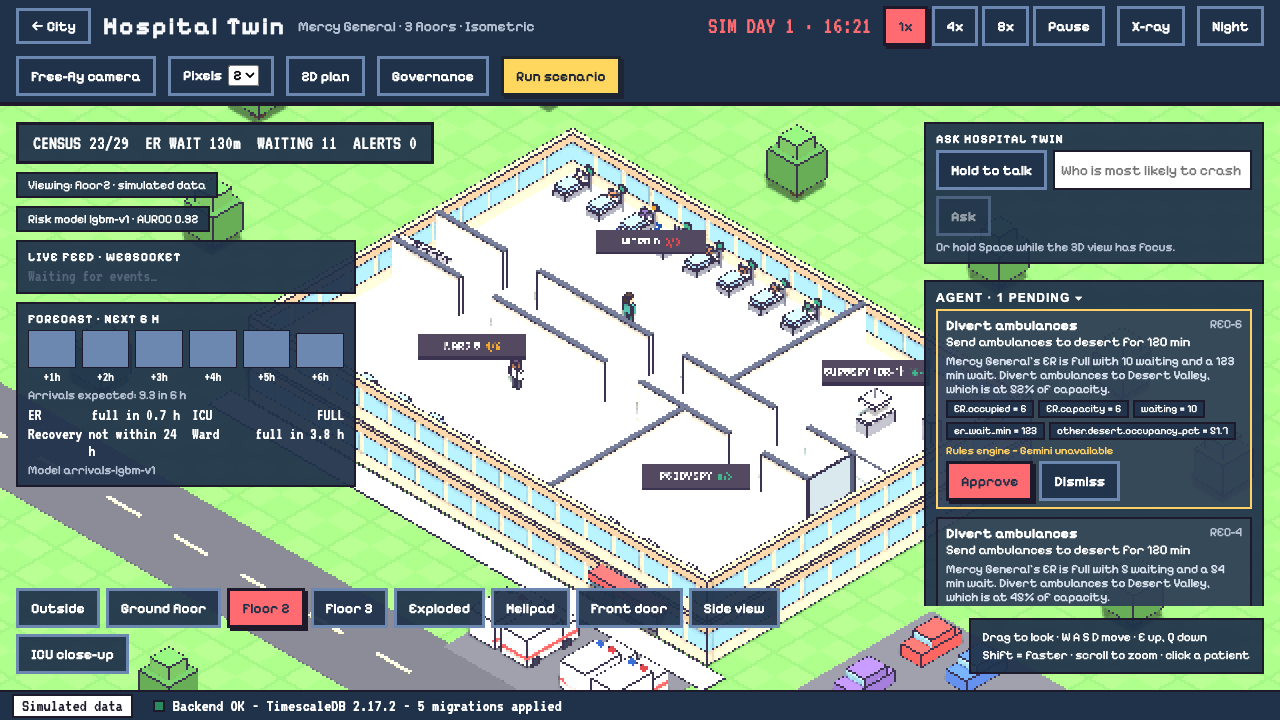 ← City
Hospital Twin
Mercy General · 3 floors · Isometric
SIM DAY 1 · 16:21
1x
4x
8x
Pause
X-ray
Night
Free-fly camera
Pixels 2
2D plan
Governance
Run scenario
CENSUS 23/29 ER WAIT 130m WAITING 11 ALERTS 0
Viewing: floor2 · simulated data
Risk model lgbm-v1 · AUROC 0.92
LIVE FEED · WEBSOCKET
Waiting for events…
FORECAST · NEXT 6 H
+1h +2h +3h +4h +5h +6h
Arrivals expected: 9.3 in 6 h
ER full in 0.7 h ICU FULL
Recovery not within 24 h Ward full in 3.8 h
Model arrivals-lgbm-v1
ASK HOSPITAL TWIN
Hold to talk
Who is most likely to crash
Ask
Or hold Space while the 3D view has focus.
AGENT · 1 PENDING
Divert ambulances REC-6
Send ambulances to desert for 120 min
Mercy General's ER is full with 10 waiting and a 123
min wait. Divert ambulances to Desert Valley,
which is at 52% of capacity.
ER.occupied = 6
ER.capacity = 6
waiting = 10
er.wait_min = 123
other.desert.occupancy_pct = 51.7
Rules engine - Gemini unavailable
Approve
Dismiss
Divert ambulances REC-4
Send ambulances to desert for 120 min
Mercy General's ER is full with 5 waiting and a 54
min wait. Divert ambulances to Desert Valley,
which is at 45% of capacity.
Outside
Ground floor
Floor 2
Floor 3
Exploded
Helipad
Front door
Side view
ICU close-up
Drag to look · W A S D move · E up, Q down
Shift = faster · scroll to zoom · click a patient
Simulated data
Backend OK - TimescaleDB 2.17.2 - 5 migrations applied